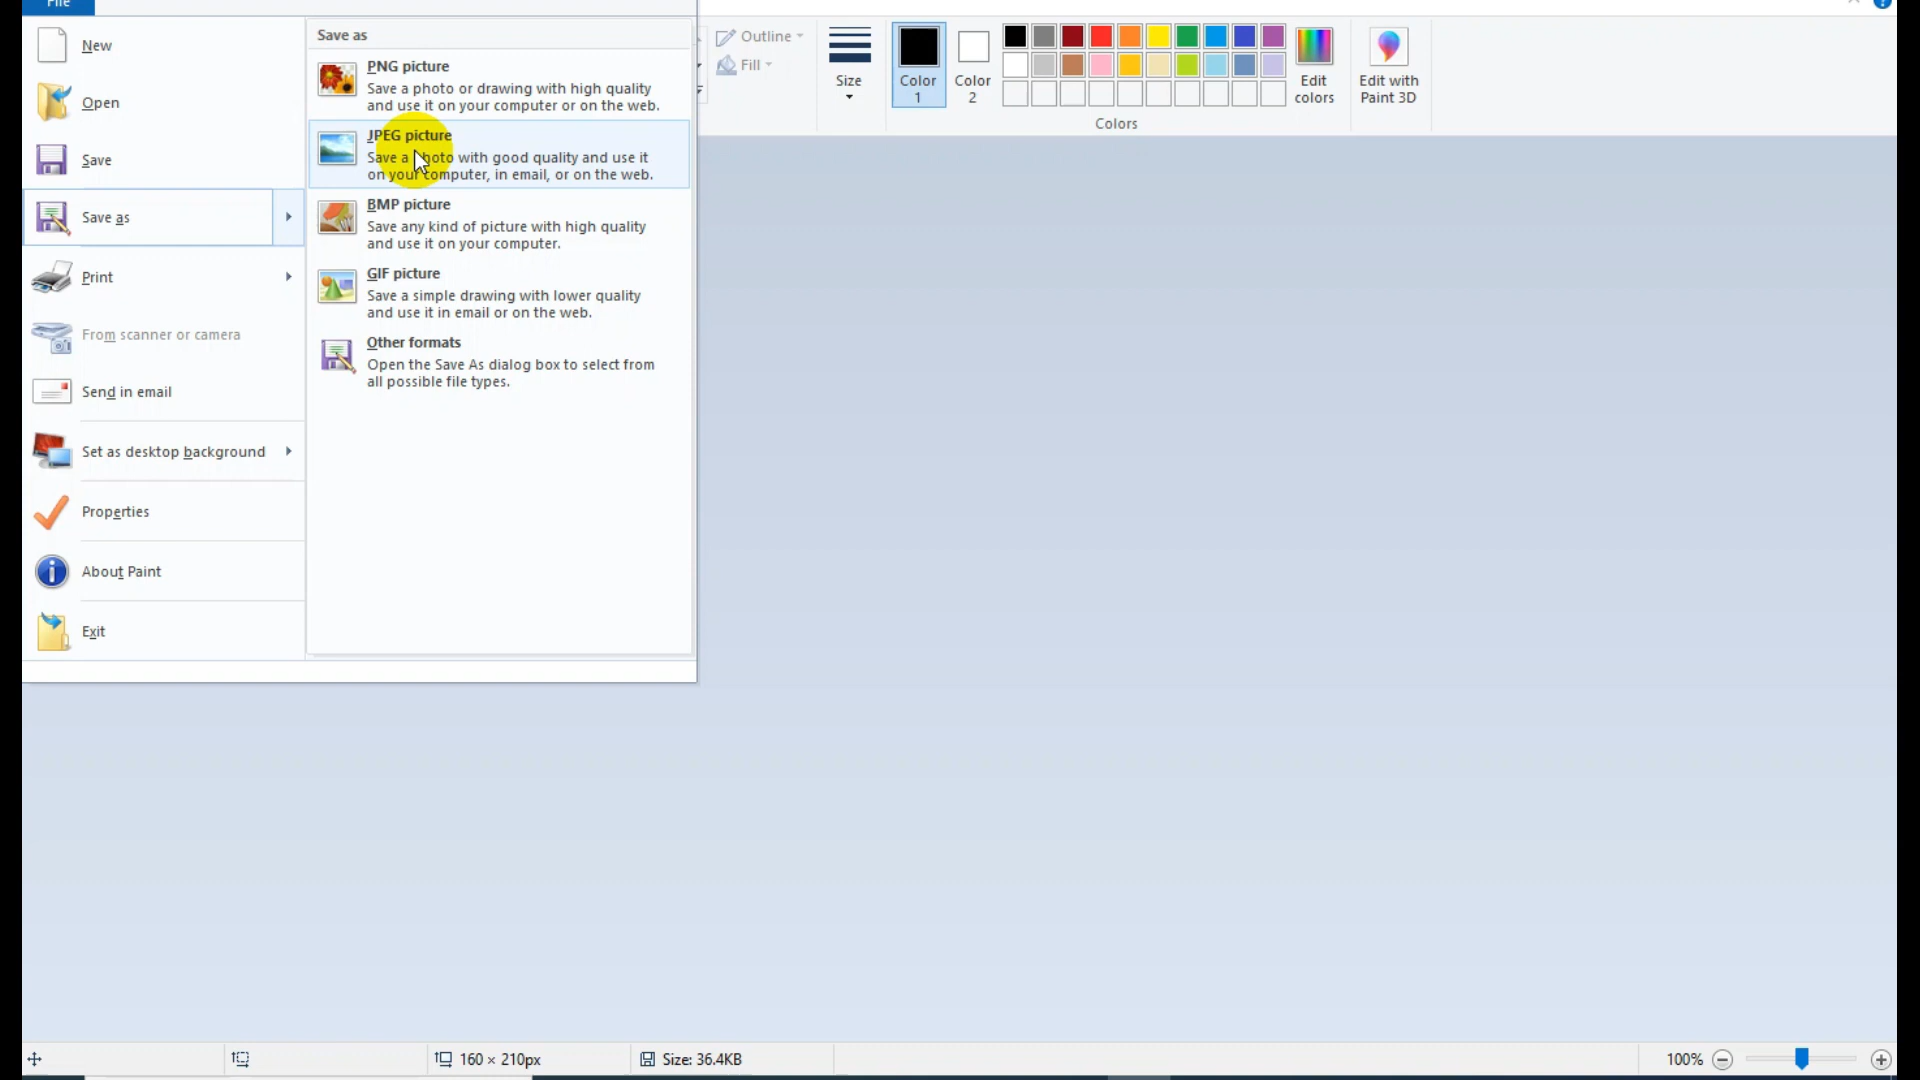 File
New
Open
Save
Save as
Print
From scanner or camera
Send in email
Set as desktop background
Properties
About Paint
Exit
Save as
PNG picture
Save a photo or drawing with high quality
and use it on your computer or on the web.
JPEG picture
Save a photo with good quality and use it
on your computer, in email, or on the web.
BMP picture
Save any kind of picture with high quality
and use it on your computer.
GIF picture
Save a simple drawing with lower quality
and use it in email or on the web.
Other formats
Open the Save As dialog box to select from
all possible file types.
Outline
Fill
Size
Color
1
Color
2
Edit
colors
Edit with
Paint 3D
Colors
160 × 210px
Size: 36.4KB
100%